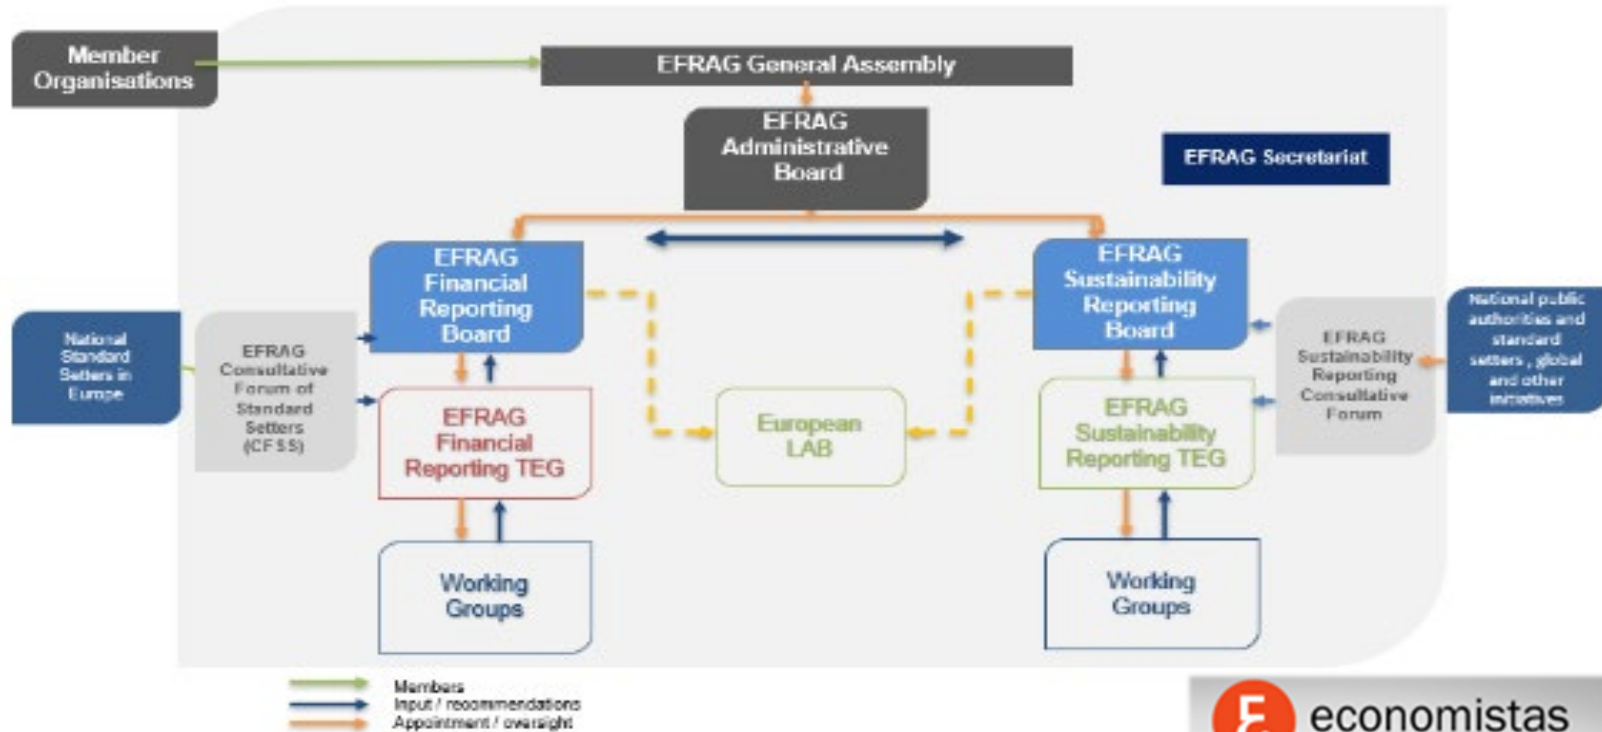 Member
Organisations
EFRAG General Assembly
EFRAG
Administrative
Board
EFRAG Secretariat
EFRAG
Financial
Reporting
Board
EFRAG
Sustainability
Reporting
Board
National
Standard
Setters in
Europe
EFRAG
Consultative
Forum of
Standard
Setters
(CFSS)
EFRAG
Financial
Reporting TEG
European
LAB
EFRAG
Sustainability
Reporting TEG
EFRAG
Sustainability
Reporting
Consultative
Forum
National public
authorities and
standard
setters , global
and other
initiatives
Working
Groups
Working
Groups
Members
Input / recommendations
Appointment / oversight
economistas